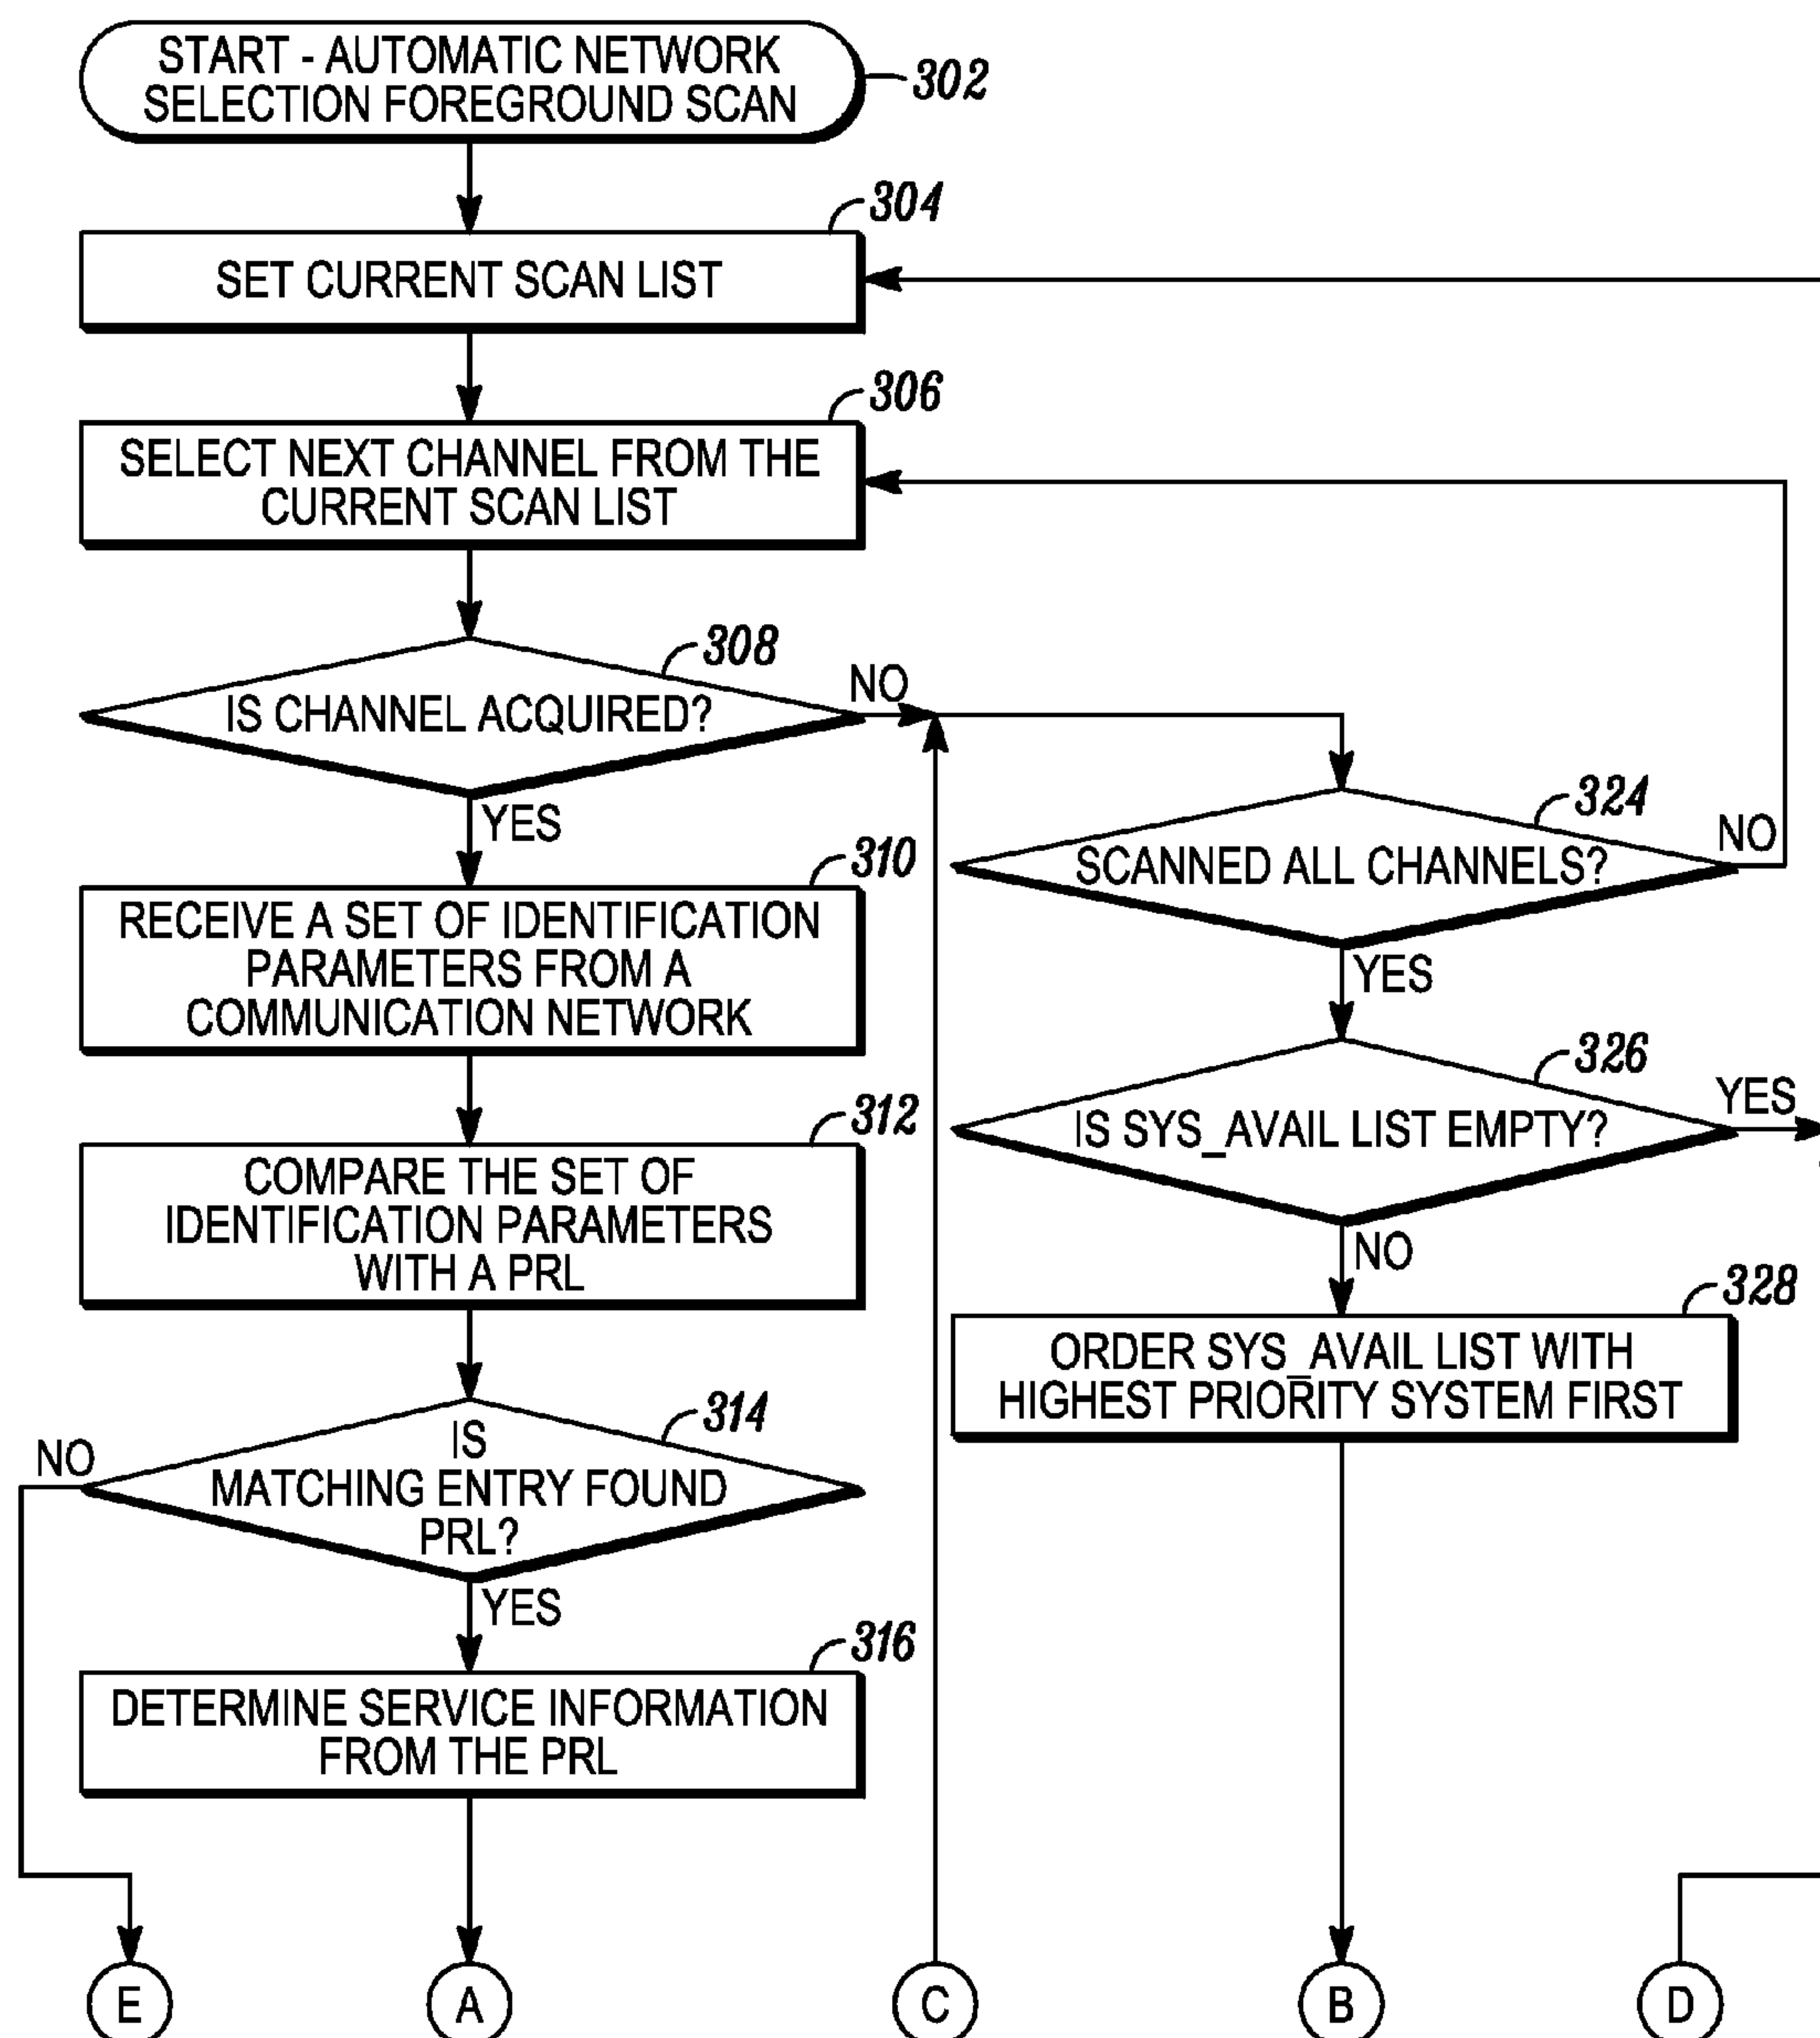 START - AUTOMATIC NETWORK
SELECTION FOREGROUND SCAN
302
304
SET CURRENT SCAN LIST
306
SELECT NEXT CHANNEL FROM THE
CURRENT SCAN LIST
308
IS CHANNEL ACQUIRED?
NO
YES
310
RECEIVE A SET OF IDENTIFICATION
PARAMETERS FROM A
COMMUNICATION NETWORK
312
COMPARE THE SET OF
IDENTIFICATION PARAMETERS
WITH A PRL
314
IS
MATCHING ENTRY FOUND
PRL?
NO
YES
316
DETERMINE SERVICE INFORMATION
FROM THE PRL
324
SCANNED ALL CHANNELS?
NO
YES
326
IS SYS_AVAIL LIST EMPTY?
YES
NO
328
ORDER SYS_AVAIL LIST WITH
HIGHEST PRIORITY SYSTEM FIRST
E
A
C
B
D